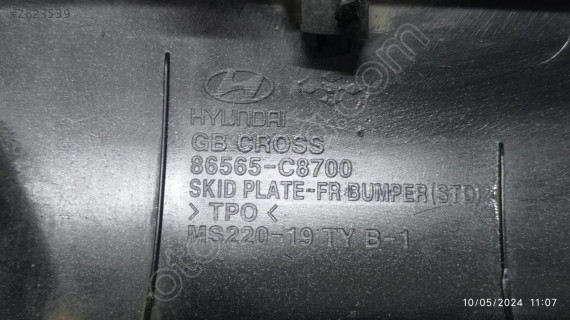 #2823539
HYUNDAI
GB CROSS
86565-C8700
SKID PLATE-FR BUMPER(STD)
> TPO <
MS220-19 TY B-1
10/05/2024 11:07